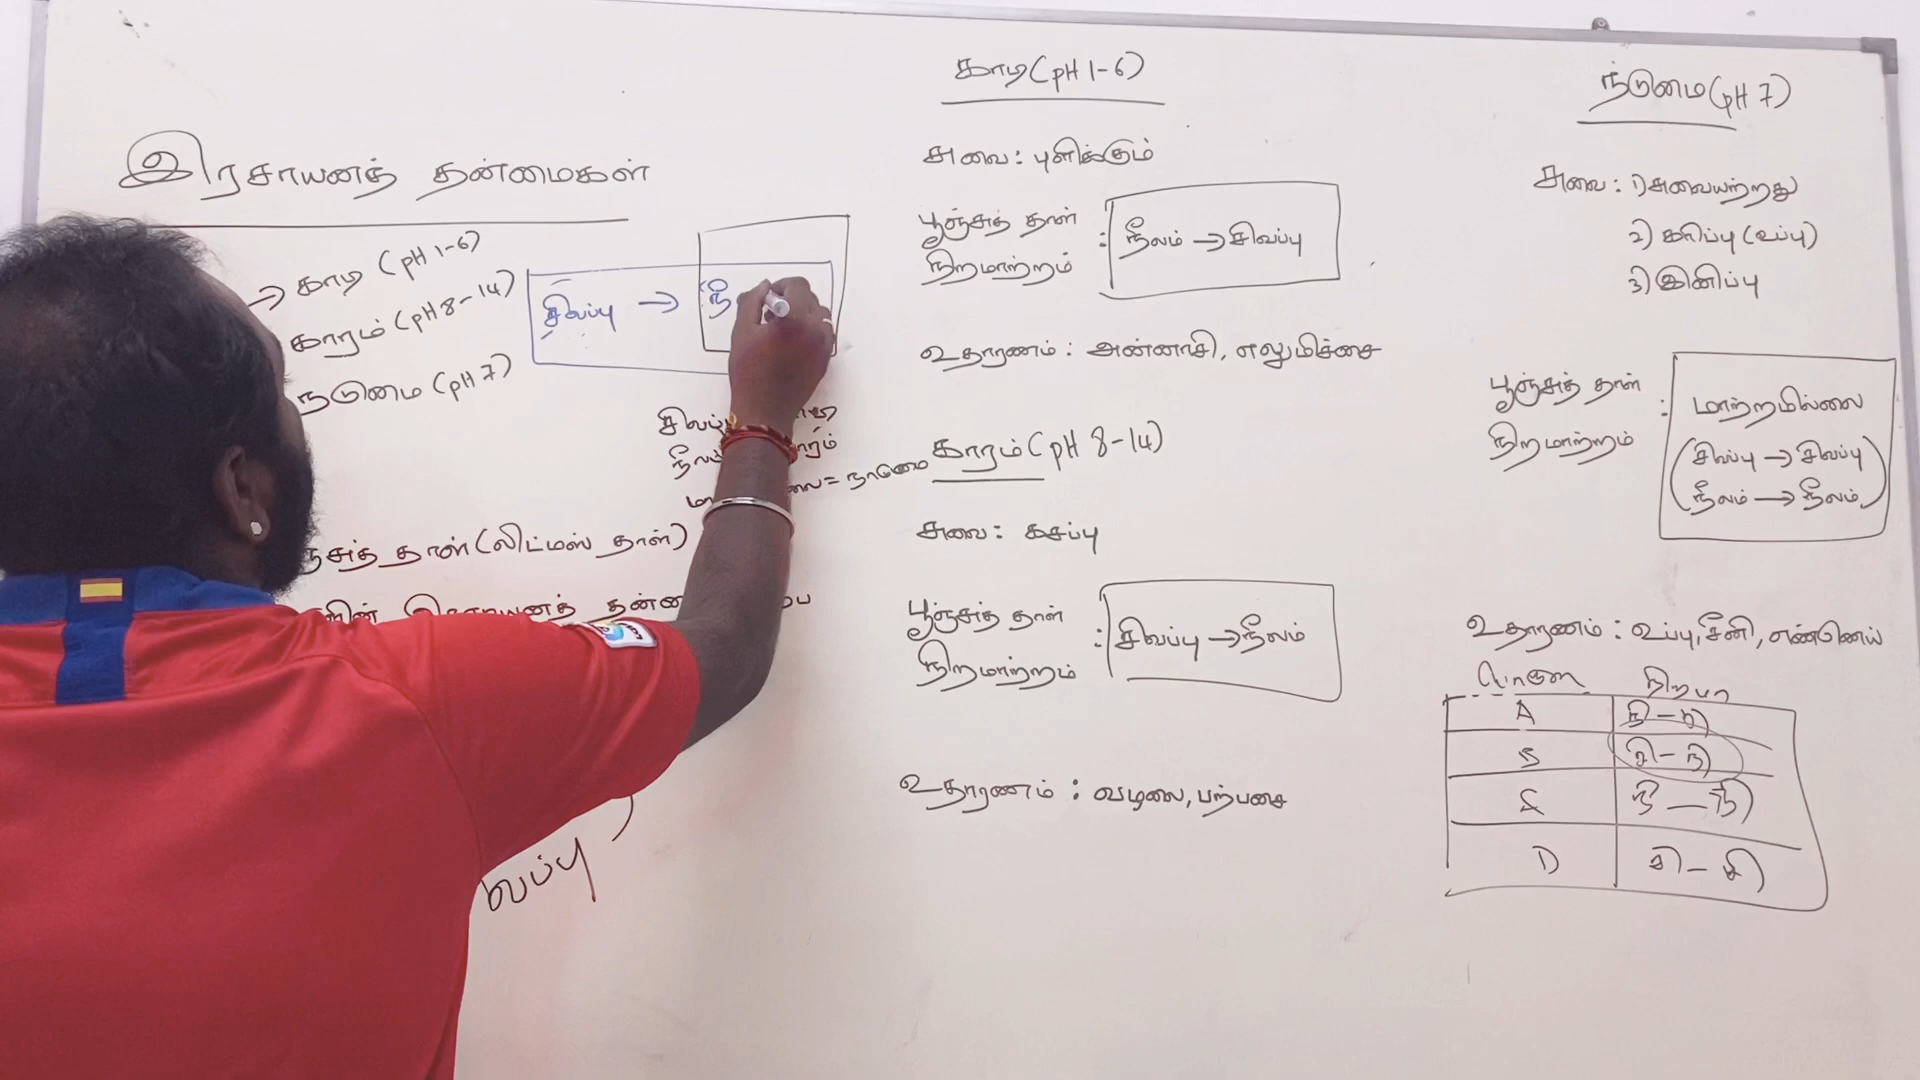 இரசாயனத் தன்மைகள்
→ காடி (pH 1-6)
காரம் (pH 8-14)
நடுமை (pH 7)
சிவப்பு → நீ
தாள் (லிட்மஸ் தாள்)
காடி (pH 1-6)
சுவை : புளிக்கும்
பூஞ்சுத் தாள்
நிறமாற்றம் : நீலம் → சிவப்பு
உதாரணம் : அன்னாசி, எலுமிச்சை
காரம் (pH 8-14)
சுவை : கசப்பு
பூஞ்சுத் தாள்
நிறமாற்றம் : சிவப்பு → நீலம்
உதாரணம் : வழலை, பற்பசை
நடுமை (pH 7)
சுவை : 1) சுவையற்றது
2) கரிப்பு (உப்பு)
3) இனிப்பு
பூஞ்சுத் தாள்
நிறமாற்றம் : மாற்றமில்லை
(சிவப்பு → சிவப்பு
நீலம் → நீலம்)
உதாரணம் : உப்பு, சீனி, எண்ணெய்
A
B
C நீ — நீ
D சி - சி